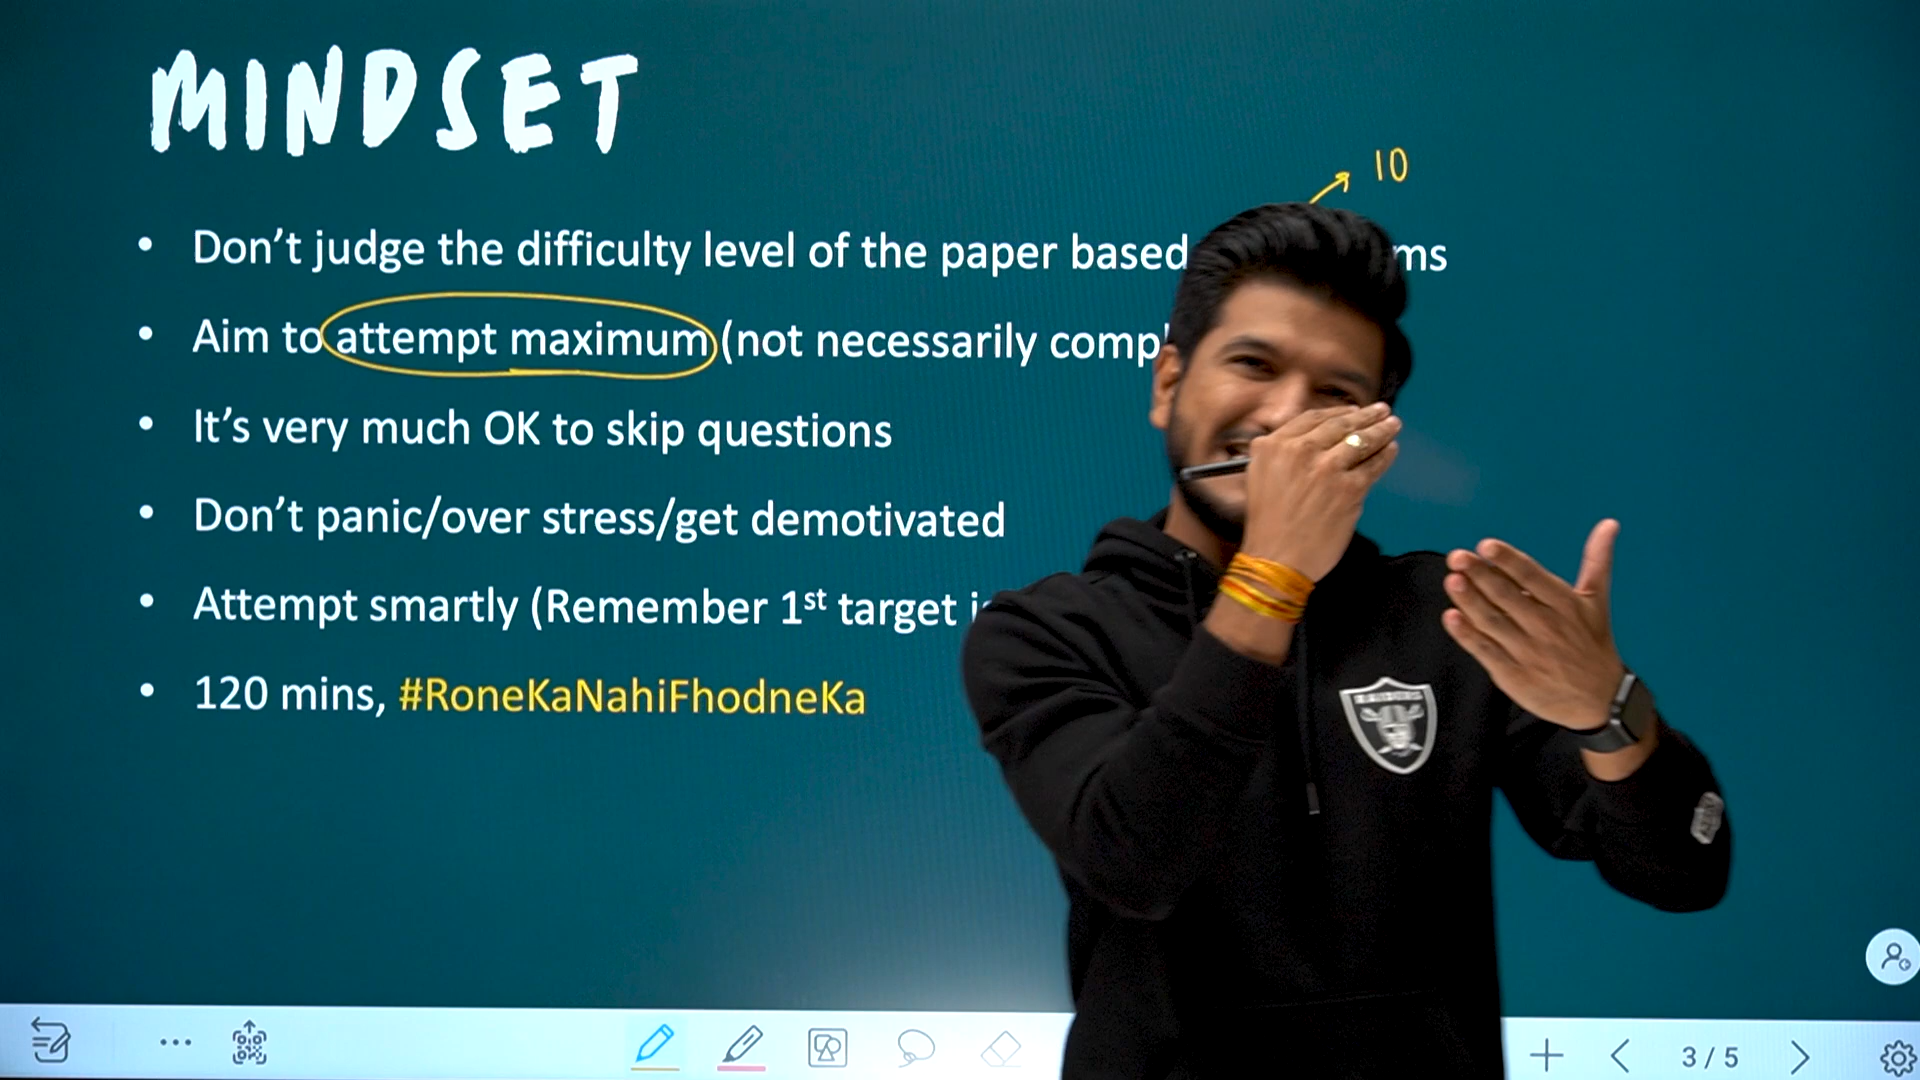 MINDSET
10
• Don't judge the difficulty level of the paper based
• Aim to attempt maximum (not necessarily
• It's very much OK to skip questions
• Don't panic/over stress/get demotivated
• Attempt smartly (Remember 1st target
• 120 mins, #RoneKaNahiFhodneKa
RAIDERS
3 / 5